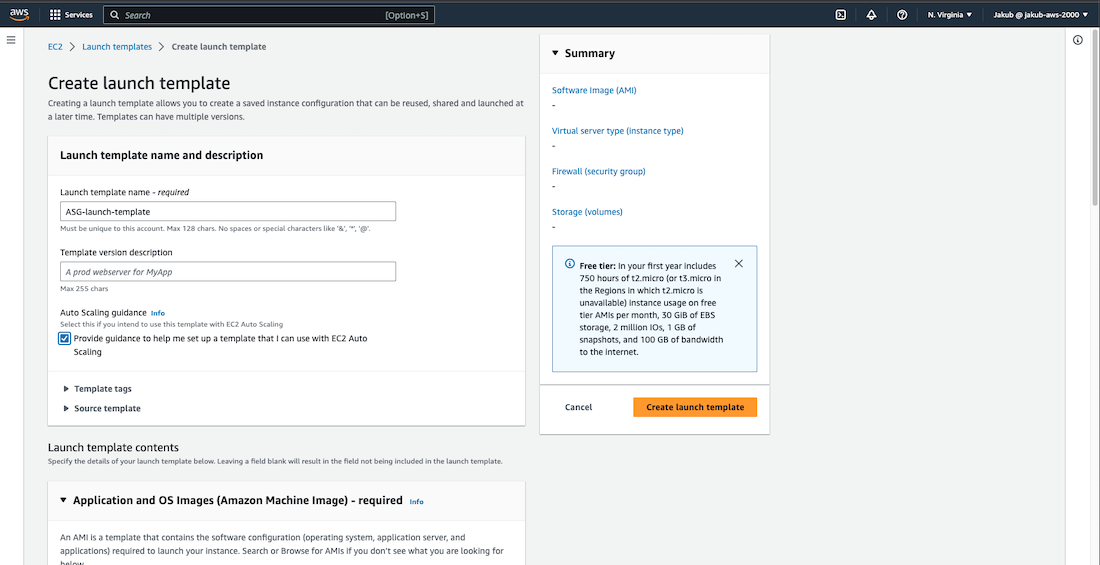 aws
Services
Search
[Option+S]
N. Virginia
Jakub @ jakub-aws-2000
EC2
Launch templates
Create launch template
Create launch template
Creating a launch template allows you to create a saved instance configuration that can be reused, shared and launched at
a later time. Templates can have multiple versions.
Launch template name and description
Launch template name - required
ASG-launch-template
Must be unique to this account. Max 128 chars. No spaces or special characters like '&', '*', '@'.
Template version description
A prod webserver for MyApp
Max 255 chars
Auto Scaling guidance Info
Select this if you intend to use this template with EC2 Auto Scaling
Provide guidance to help me set up a template that I can use with EC2 Auto
Scaling
Template tags
Source template
Launch template contents
Specify the details of your launch template below. Leaving a field blank will result in the field not being included in the launch template.
Application and OS Images (Amazon Machine Image) - required Info
An AMI is a template that contains the software configuration (operating system, application server, and
applications) required to launch your instance. Search or Browse for AMIs if you don't see what you are looking for
below
Summary
Software Image (AMI)
-
Virtual server type (instance type)
-
Firewall (security group)
-
Storage (volumes)
-
Free tier: In your first year includes
750 hours of t2.micro (or t3.micro in
the Regions in which t2.micro is
unavailable) instance usage on free
tier AMIs per month, 30 GiB of EBS
storage, 2 million IOs, 1 GB of
snapshots, and 100 GB of bandwidth
to the internet.
Cancel
Create launch template